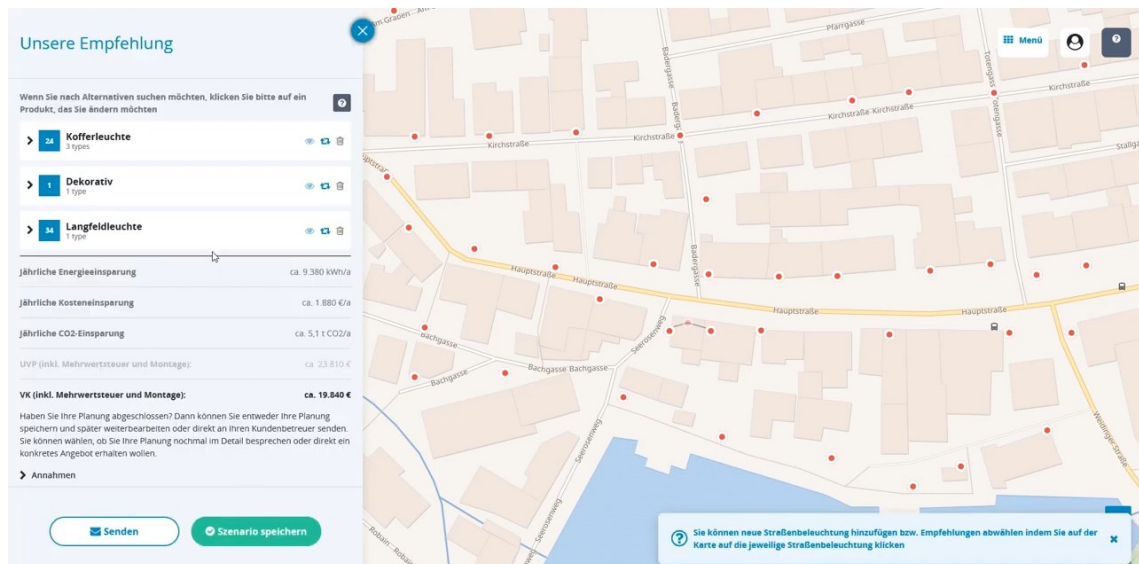 Unsere Empfehlung
Wenn Sie nach Alternativen suchen möchten, klicken Sie bitte auf ein
Produkt, das Sie ändern möchten
?
24
Kofferleuchte
3 types
1
Dekorativ
1 type
34
Langfeldleuchte
1 type
Jährliche Energieeinsparung ca. 9.380 kWh/a
Jährliche Kosteneinsparung ca. 1.880 €/a
Jährliche CO2-Einsparung ca. 5,1 t CO2/a
UVP (inkl. Mehrwertsteuer und Montage): ca. 23.810 €
VK (inkl. Mehrwertsteuer und Montage): ca. 19.840 €
Haben Sie Ihre Planung abgeschlossen? Dann können Sie entweder Ihre Planung
speichern und später weiterbearbeiten oder direkt an Ihren Kundenbetreuer senden.
Sie können wählen, ob Sie Ihre Planung nochmal im Detail besprechen oder direkt ein
konkretes Angebot erhalten wollen.
Annahmen
Senden
Szenario speichern
Menü
?
Pfarrgasse
Badergasse
Badergasse
Totengasse
Kirchstraße
Kirchstraße
Kirchstraße Kirchstraße
Kirchstraße
Hauptstraße
Hauptstraße
Badergasse
Hauptstraße
Hauptstraße
Bachgasse
Bachgasse
Bachgasse Bachgasse
Seerosenweg
Seerosenweg
Seerosenweg
Weidinger Straße
Robain
? Sie können neue Straßenbeleuchtung hinzufügen bzw. Empfehlungen abwählen indem Sie auf der
Karte auf die jeweilige Straßenbeleuchtung klicken